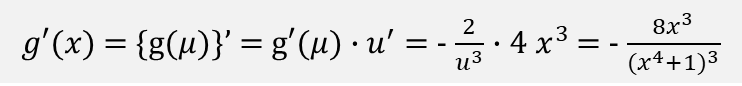 g′(x) = {g(μ)}’ = g′(μ) · u′ = - 2/u³ · 4 x³ = - 8x³/(x⁴+1)³